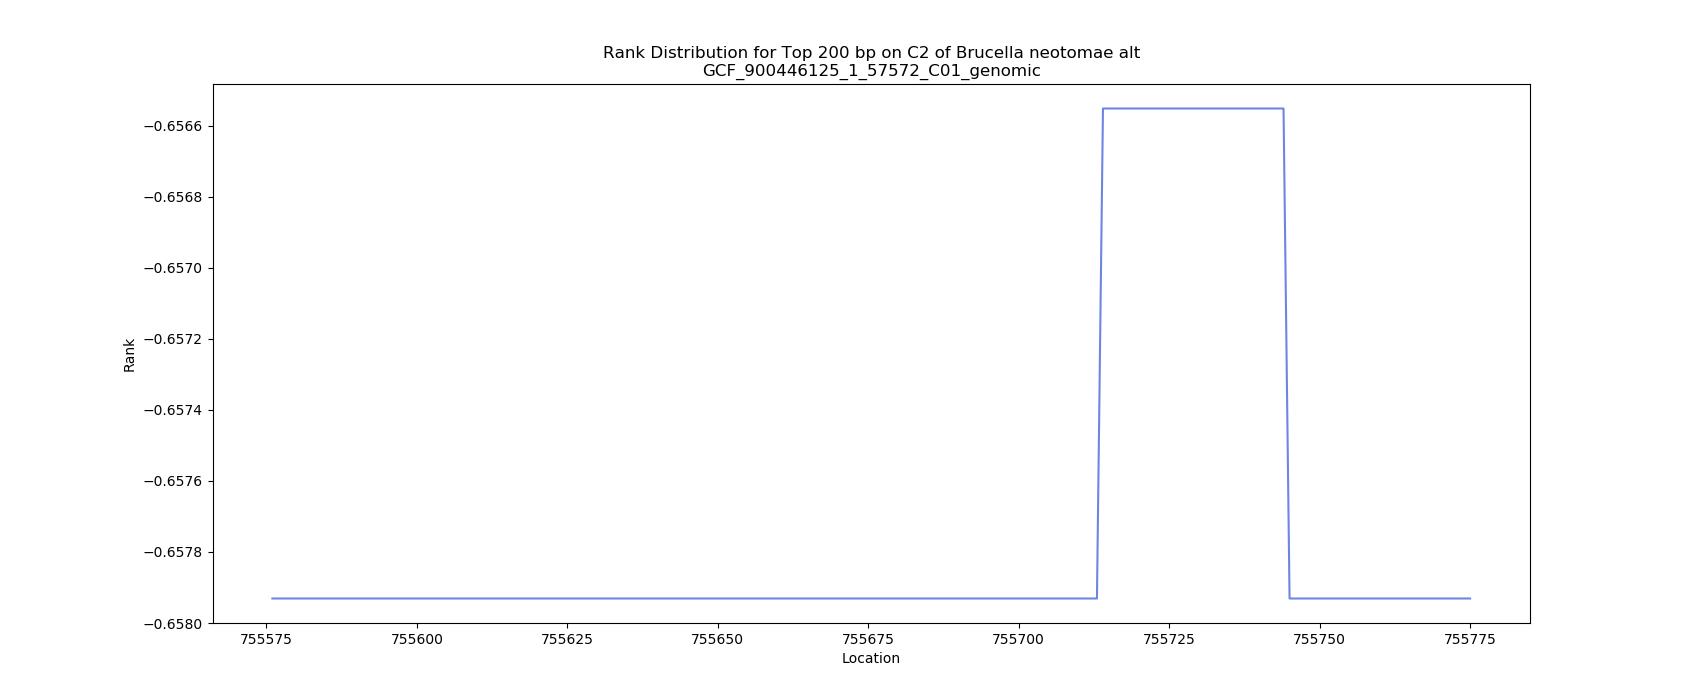 Rank Distribution for Top 200 bp on C2 of Brucella neotomae alt
GCF_900446125_1_57572_C01_genomic
−0.6566
−0.6568
−0.6570
−0.6572
−0.6574
−0.6576
−0.6578
−0.6580
Rank
755575 755600 755625 755650 755675 755700 755725 755750 755775
Location